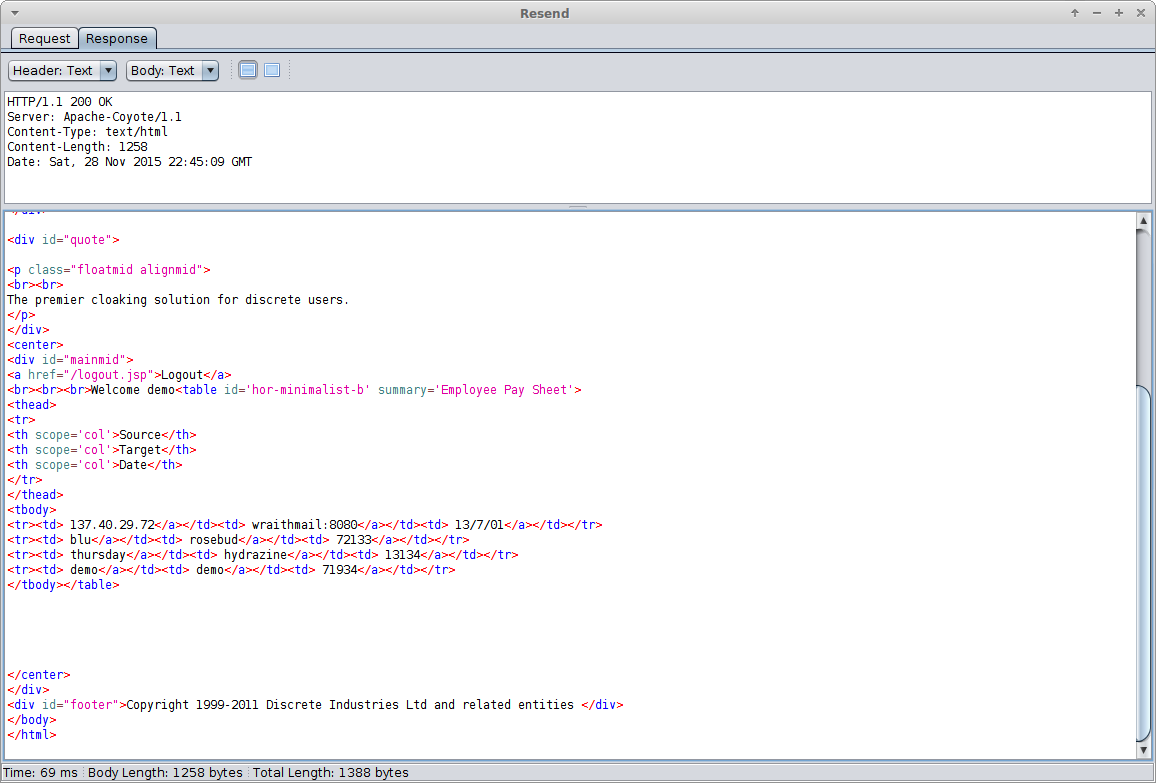 Resend
Request Response
Header: Text Body: Text
HTTP/1.1 200 OK
Server: Apache-Coyote/1.1
Content-Type: text/html
Content-Length: 1258
Date: Sat, 28 Nov 2015 22:45:09 GMT
</div>
<div id="quote">
<p class="floatmid alignmid">
<br><br>
The premier cloaking solution for discrete users.
</p>
</div>
<center>
<div id="mainmid">
<a href="/logout.jsp">Logout</a>
<br><br><br>Welcome demo<table id='hor-minimalist-b' summary='Employee Pay Sheet'>
<thead>
<tr>
<th scope='col'>Source</th>
<th scope='col'>Target</th>
<th scope='col'>Date</th>
</tr>
</thead>
<tbody>
<tr><td> 137.40.29.72</a></td><td> wraithmail:8080</a></td><td> 13/7/01</a></td></tr>
<tr><td> blu</a></td><td> rosebud</a></td><td> 72133</a></td></tr>
<tr><td> thursday</a></td><td> hydrazine</a></td><td> 13134</a></td></tr>
<tr><td> demo</a></td><td> demo</a></td><td> 71934</a></td></tr>
</tbody></table>
</center>
</div>
<div id="footer">Copyright 1999-2011 Discrete Industries Ltd and related entities </div>
</body>
</html>
Time: 69 ms Body Length: 1258 bytes Total Length: 1388 bytes